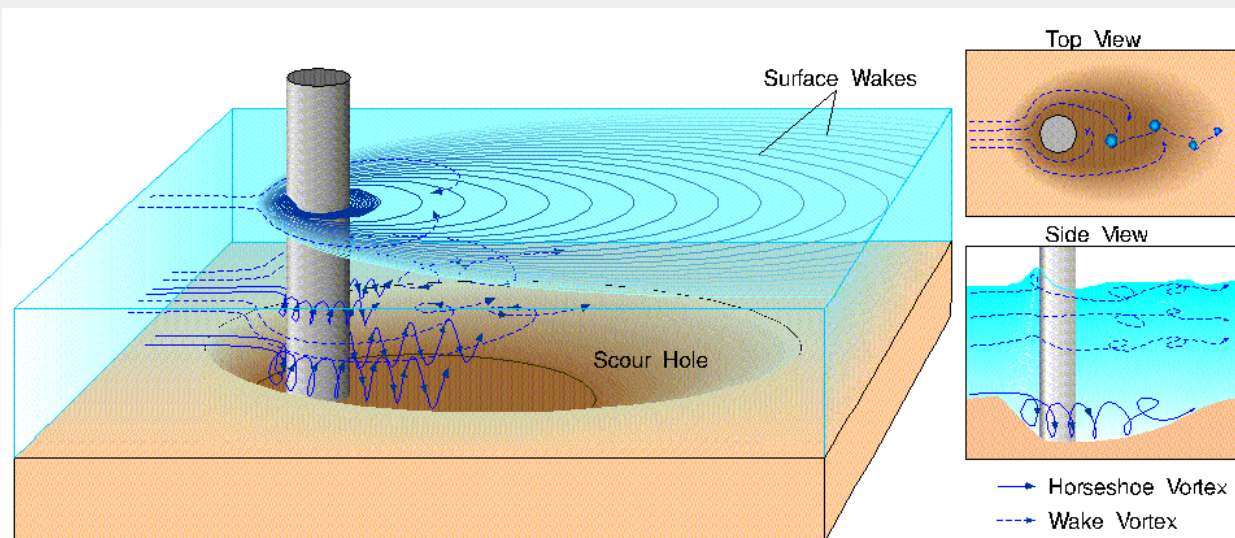 Top View
Surface Wakes
Side View
Scour Hole
Horseshoe Vortex
Wake Vortex